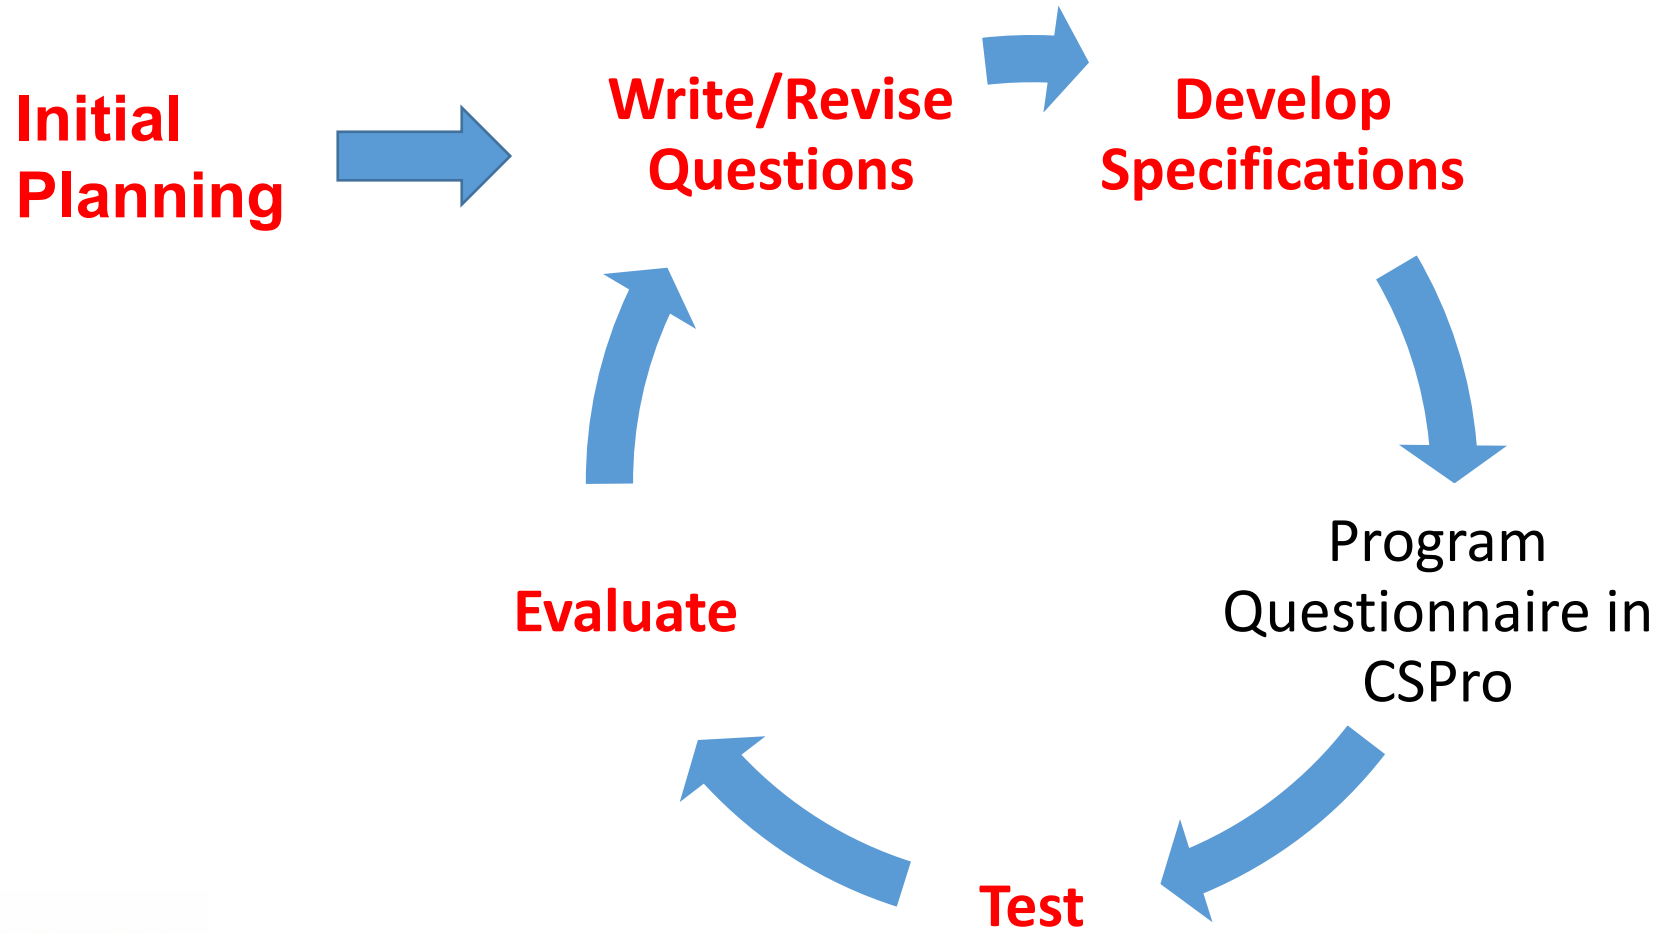 Initial
Planning
Write/Revise
Questions
Develop
Specifications
Program
Questionnaire in
CSPro
Test
Evaluate